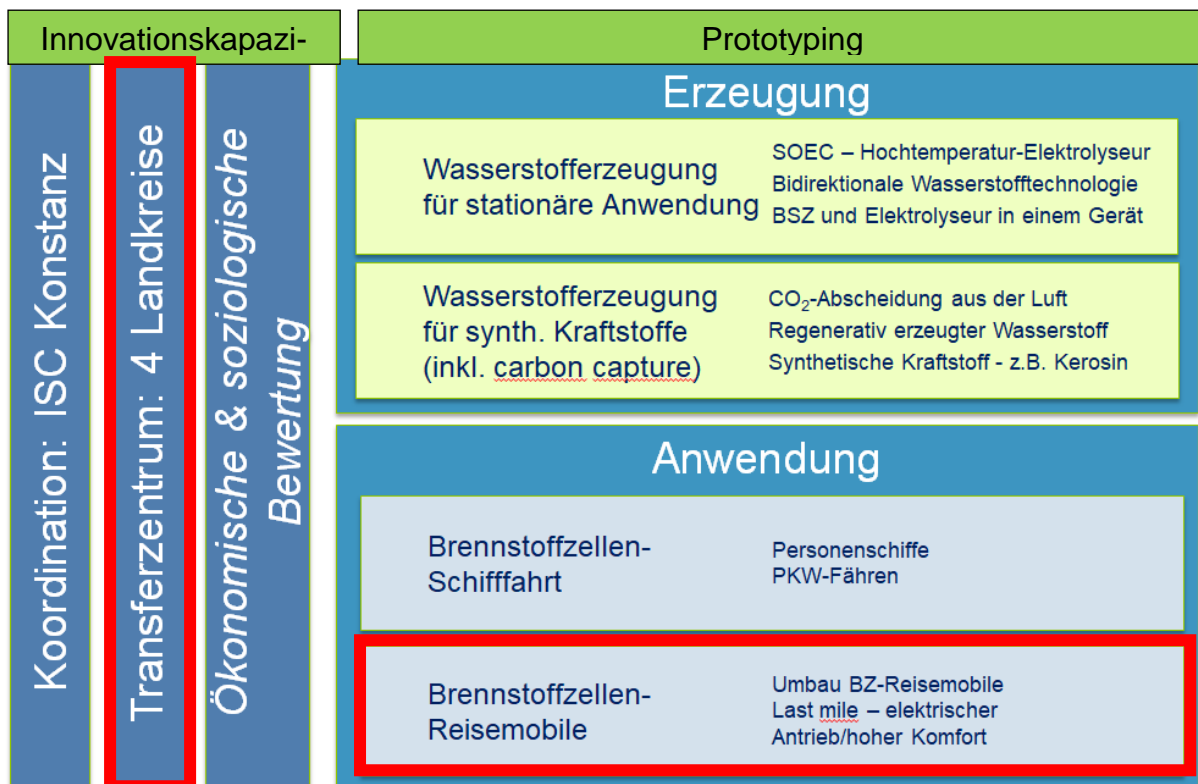 Innovationskapazi-
Prototyping
Koordination: ISC Konstanz
Transferzentrum: 4 Landkreise
Ökonomische & soziologische
Bewertung
Erzeugung
Wasserstofferzeugung
für stationäre Anwendung
SOEC – Hochtemperatur-Elektrolyseur
Bidirektionale Wasserstofftechnologie
BSZ und Elektrolyseur in einem Gerät
Wasserstofferzeugung
für synth. Kraftstoffe
(inkl. carbon capture)
CO₂-Abscheidung aus der Luft
Regenerativ erzeugter Wasserstoff
Synthetische Kraftstoff - z.B. Kerosin
Anwendung
Brennstoffzellen-
Schifffahrt
Personenschiffe
PKW-Fähren
Brennstoffzellen-
Reisemobile
Umbau BZ-Reisemobile
Last mile – elektrischer
Antrieb/hoher Komfort